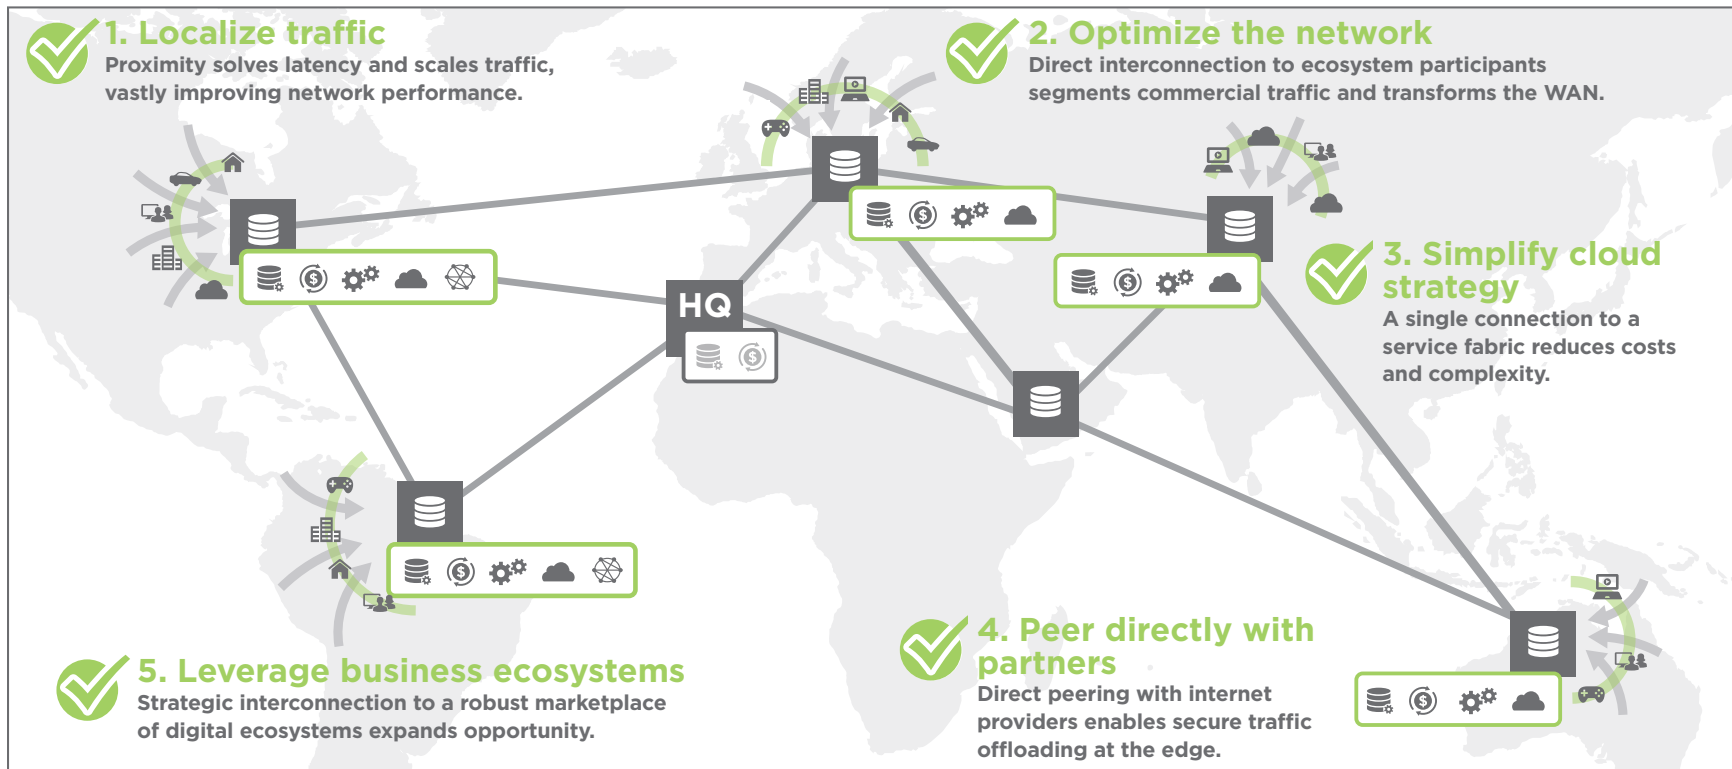 1. Localize traffic
Proximity solves latency and scales traffic,
vastly improving network performance.
2. Optimize the network
Direct interconnection to ecosystem participants
segments commercial traffic and transforms the WAN.
HQ
3. Simplify cloud
strategy
A single connection to a
service fabric reduces costs
and complexity.
4. Peer directly with
partners
Direct peering with internet
providers enables secure traffic
offloading at the edge.
5. Leverage business ecosystems
Strategic interconnection to a robust marketplace
of digital ecosystems expands opportunity.